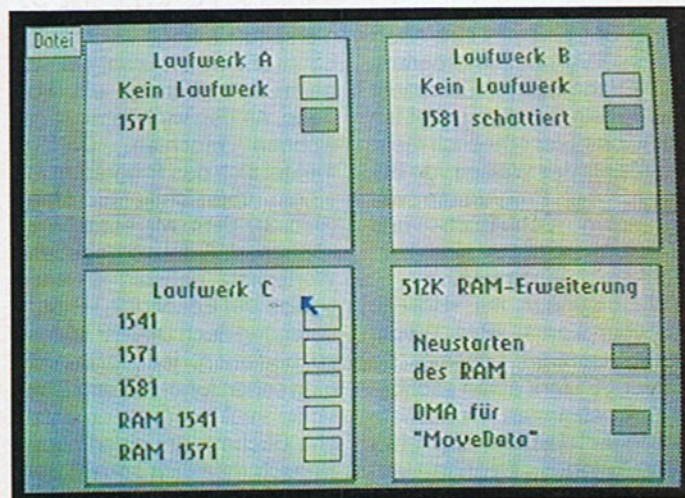 Datei
Laufwerk A
Kein Laufwerk
1571
Laufwerk B
Kein Laufwerk
1581 schattiert
Laufwerk C
1541
1571
1581
RAM 1541
RAM 1571
512K RAM-Erweiterung
Neustarten
des RAM
DMA für
"MoveData"